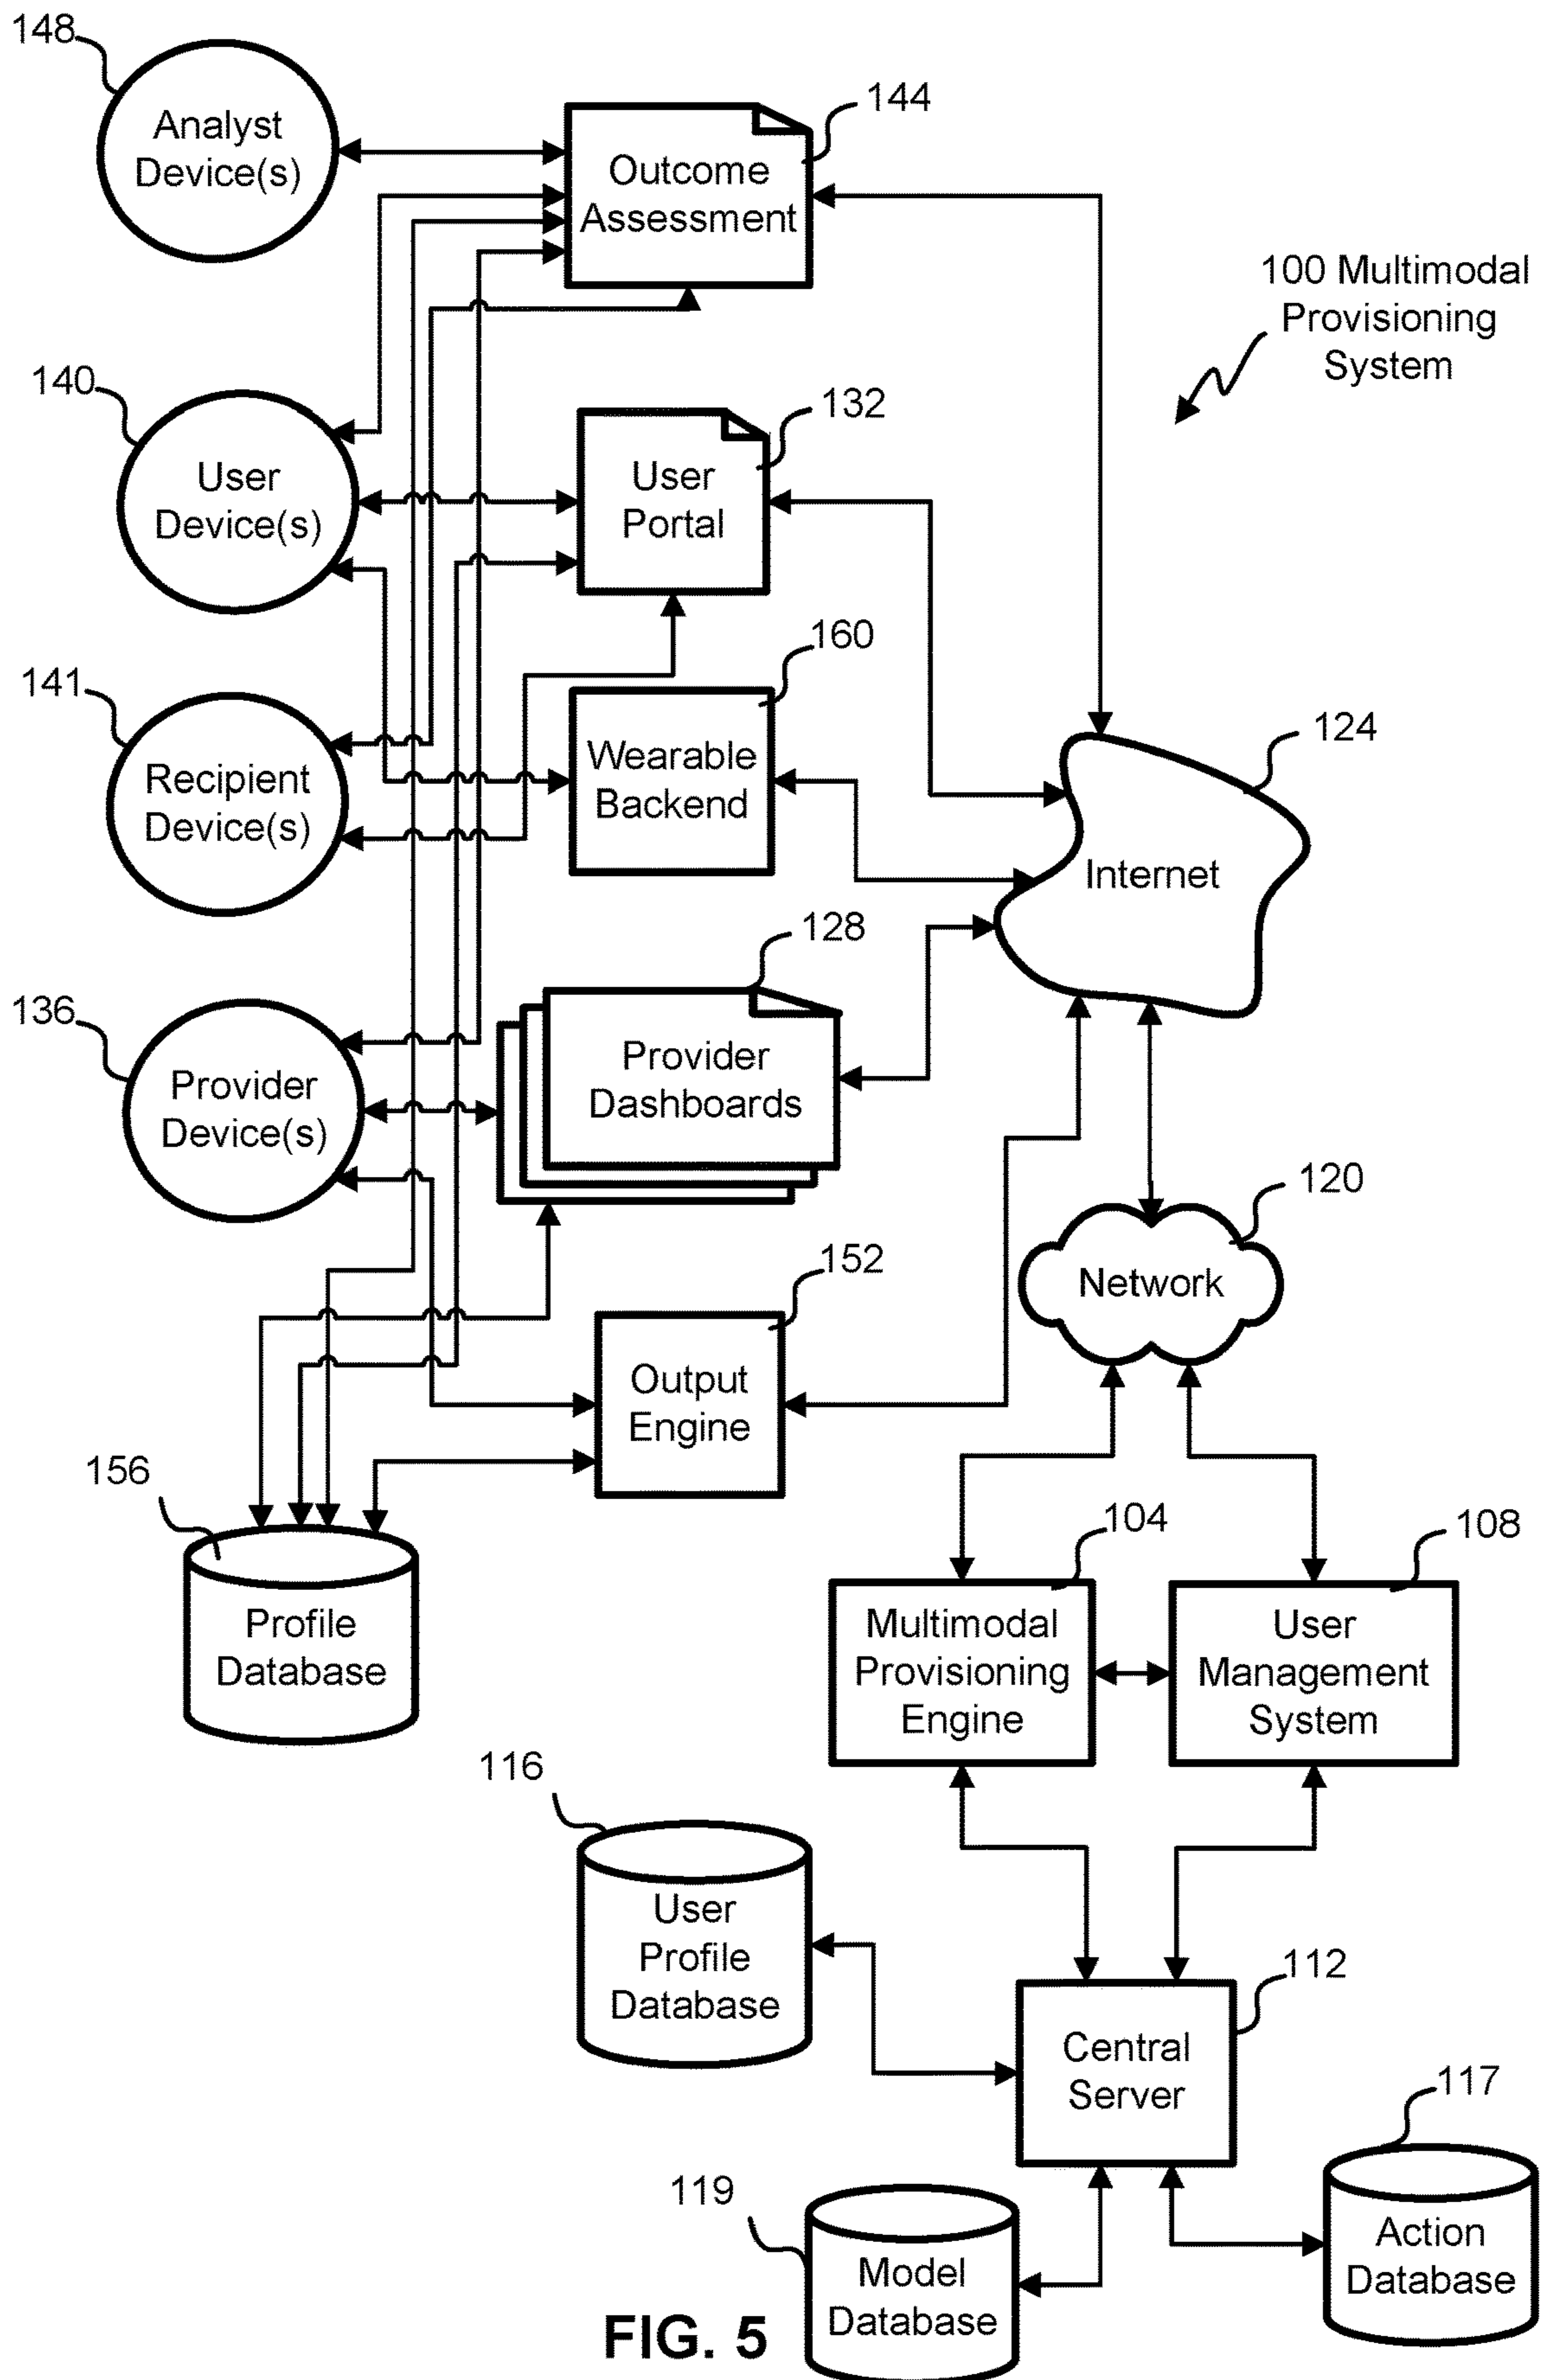 148
Analyst
Device(s)
144
Outcome
Assessment
100 Multimodal
Provisioning
System
140
User
Device(s)
132
User
Portal
141
Recipient
Device(s)
160
Wearable
Backend
124
Internet
136
Provider
Device(s)
128
Provider
Dashboards
120
Network
152
Output
Engine
156
Profile
Database
104
Multimodal
Provisioning
Engine
108
User
Management
System
116
User
Profile
Database
112
Central
Server
117
Action
Database
119
Model
Database
FIG. 5